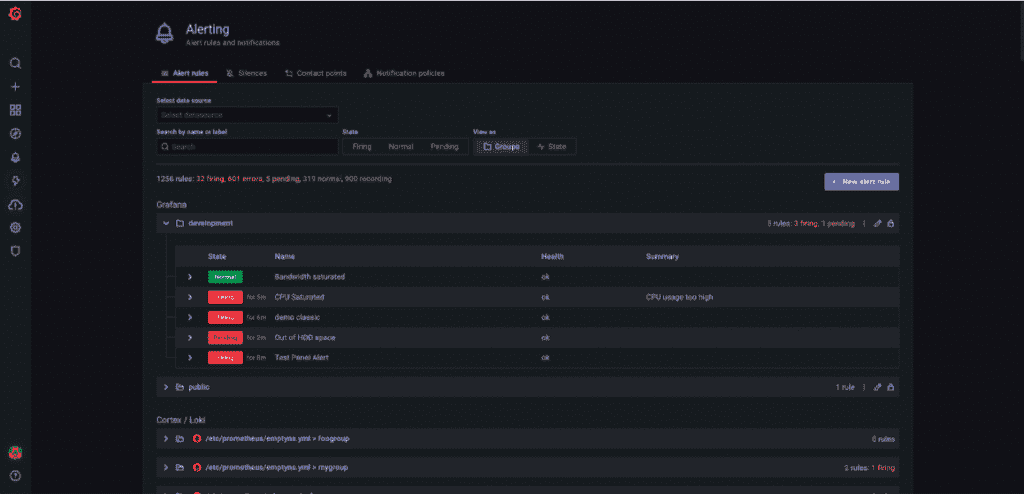 Alerting
Alert rules and notifications
Alert rules Silences Contact points Notification policies
Select data source
Select datasource
Search by name or label State View as
Search Firing Normal Pending Groups State
1256 rules: 32 firing, 601 errors, 5 pending, 319 normal, 900 recording
New alert rule
Grafana
development 5 rules: 3 firing, 1 pending
State Name Health Summary
Normal Bandwidth saturated ok
Firing for 5m CPU Saturated ok CPU usage too high
Firing for 6m demo classic ok
Pending for 2m Out of HDD space ok
Firing for 8m Test Panel Alert ok
public 1 rule
Cortex / Loki
/etc/prometheus/emptyns.yml > foogroup 0 rules
/etc/prometheus/emptyns.yml > mygroup 2 rules: 1 firing